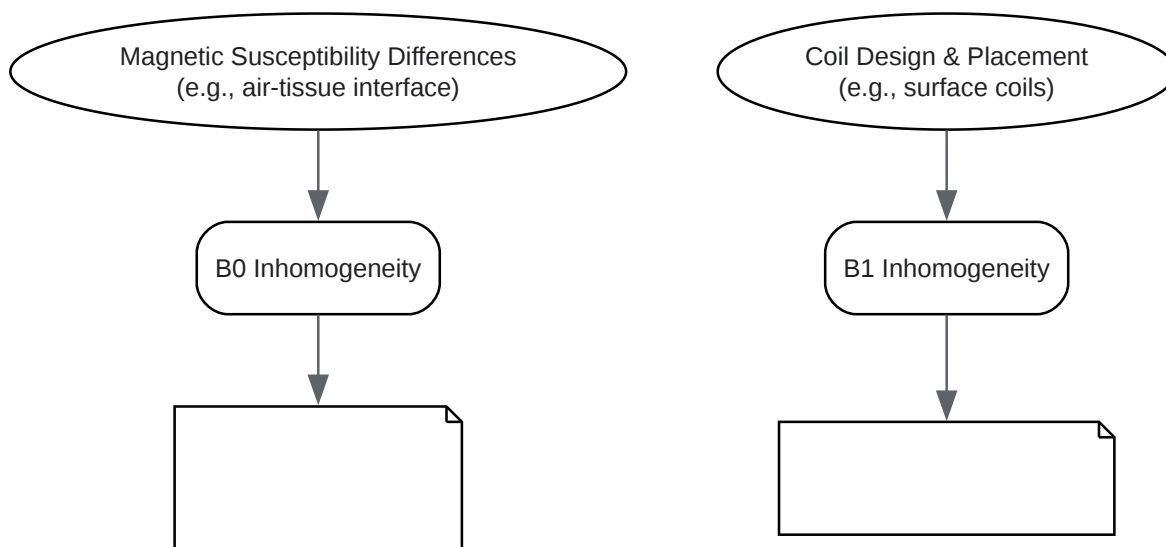 Magnetic Susceptibility Differences
(e.g., air-tissue interface)
Coil Design & Placement
(e.g., surface coils)
B0 Inhomogeneity
B1 Inhomogeneity